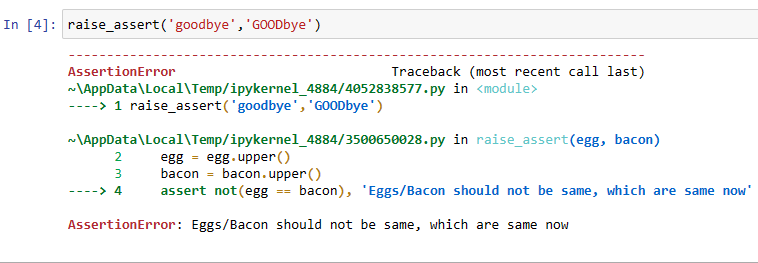 In [4]: raise_assert('goodbye','GOODbye')
---------------------------------------------------------------------------
AssertionError                            Traceback (most recent call last)
~\AppData\Local\Temp/ipykernel_4884/4052838577.py in <module>
----> 1 raise_assert('goodbye','GOODbye')
~\AppData\Local\Temp/ipykernel_4884/3500650028.py in raise_assert(egg, bacon)
      2     egg = egg.upper()
      3     bacon = bacon.upper()
----> 4     assert not(egg == bacon), 'Eggs/Bacon should not be same, which are same now'
AssertionError: Eggs/Bacon should not be same, which are same now